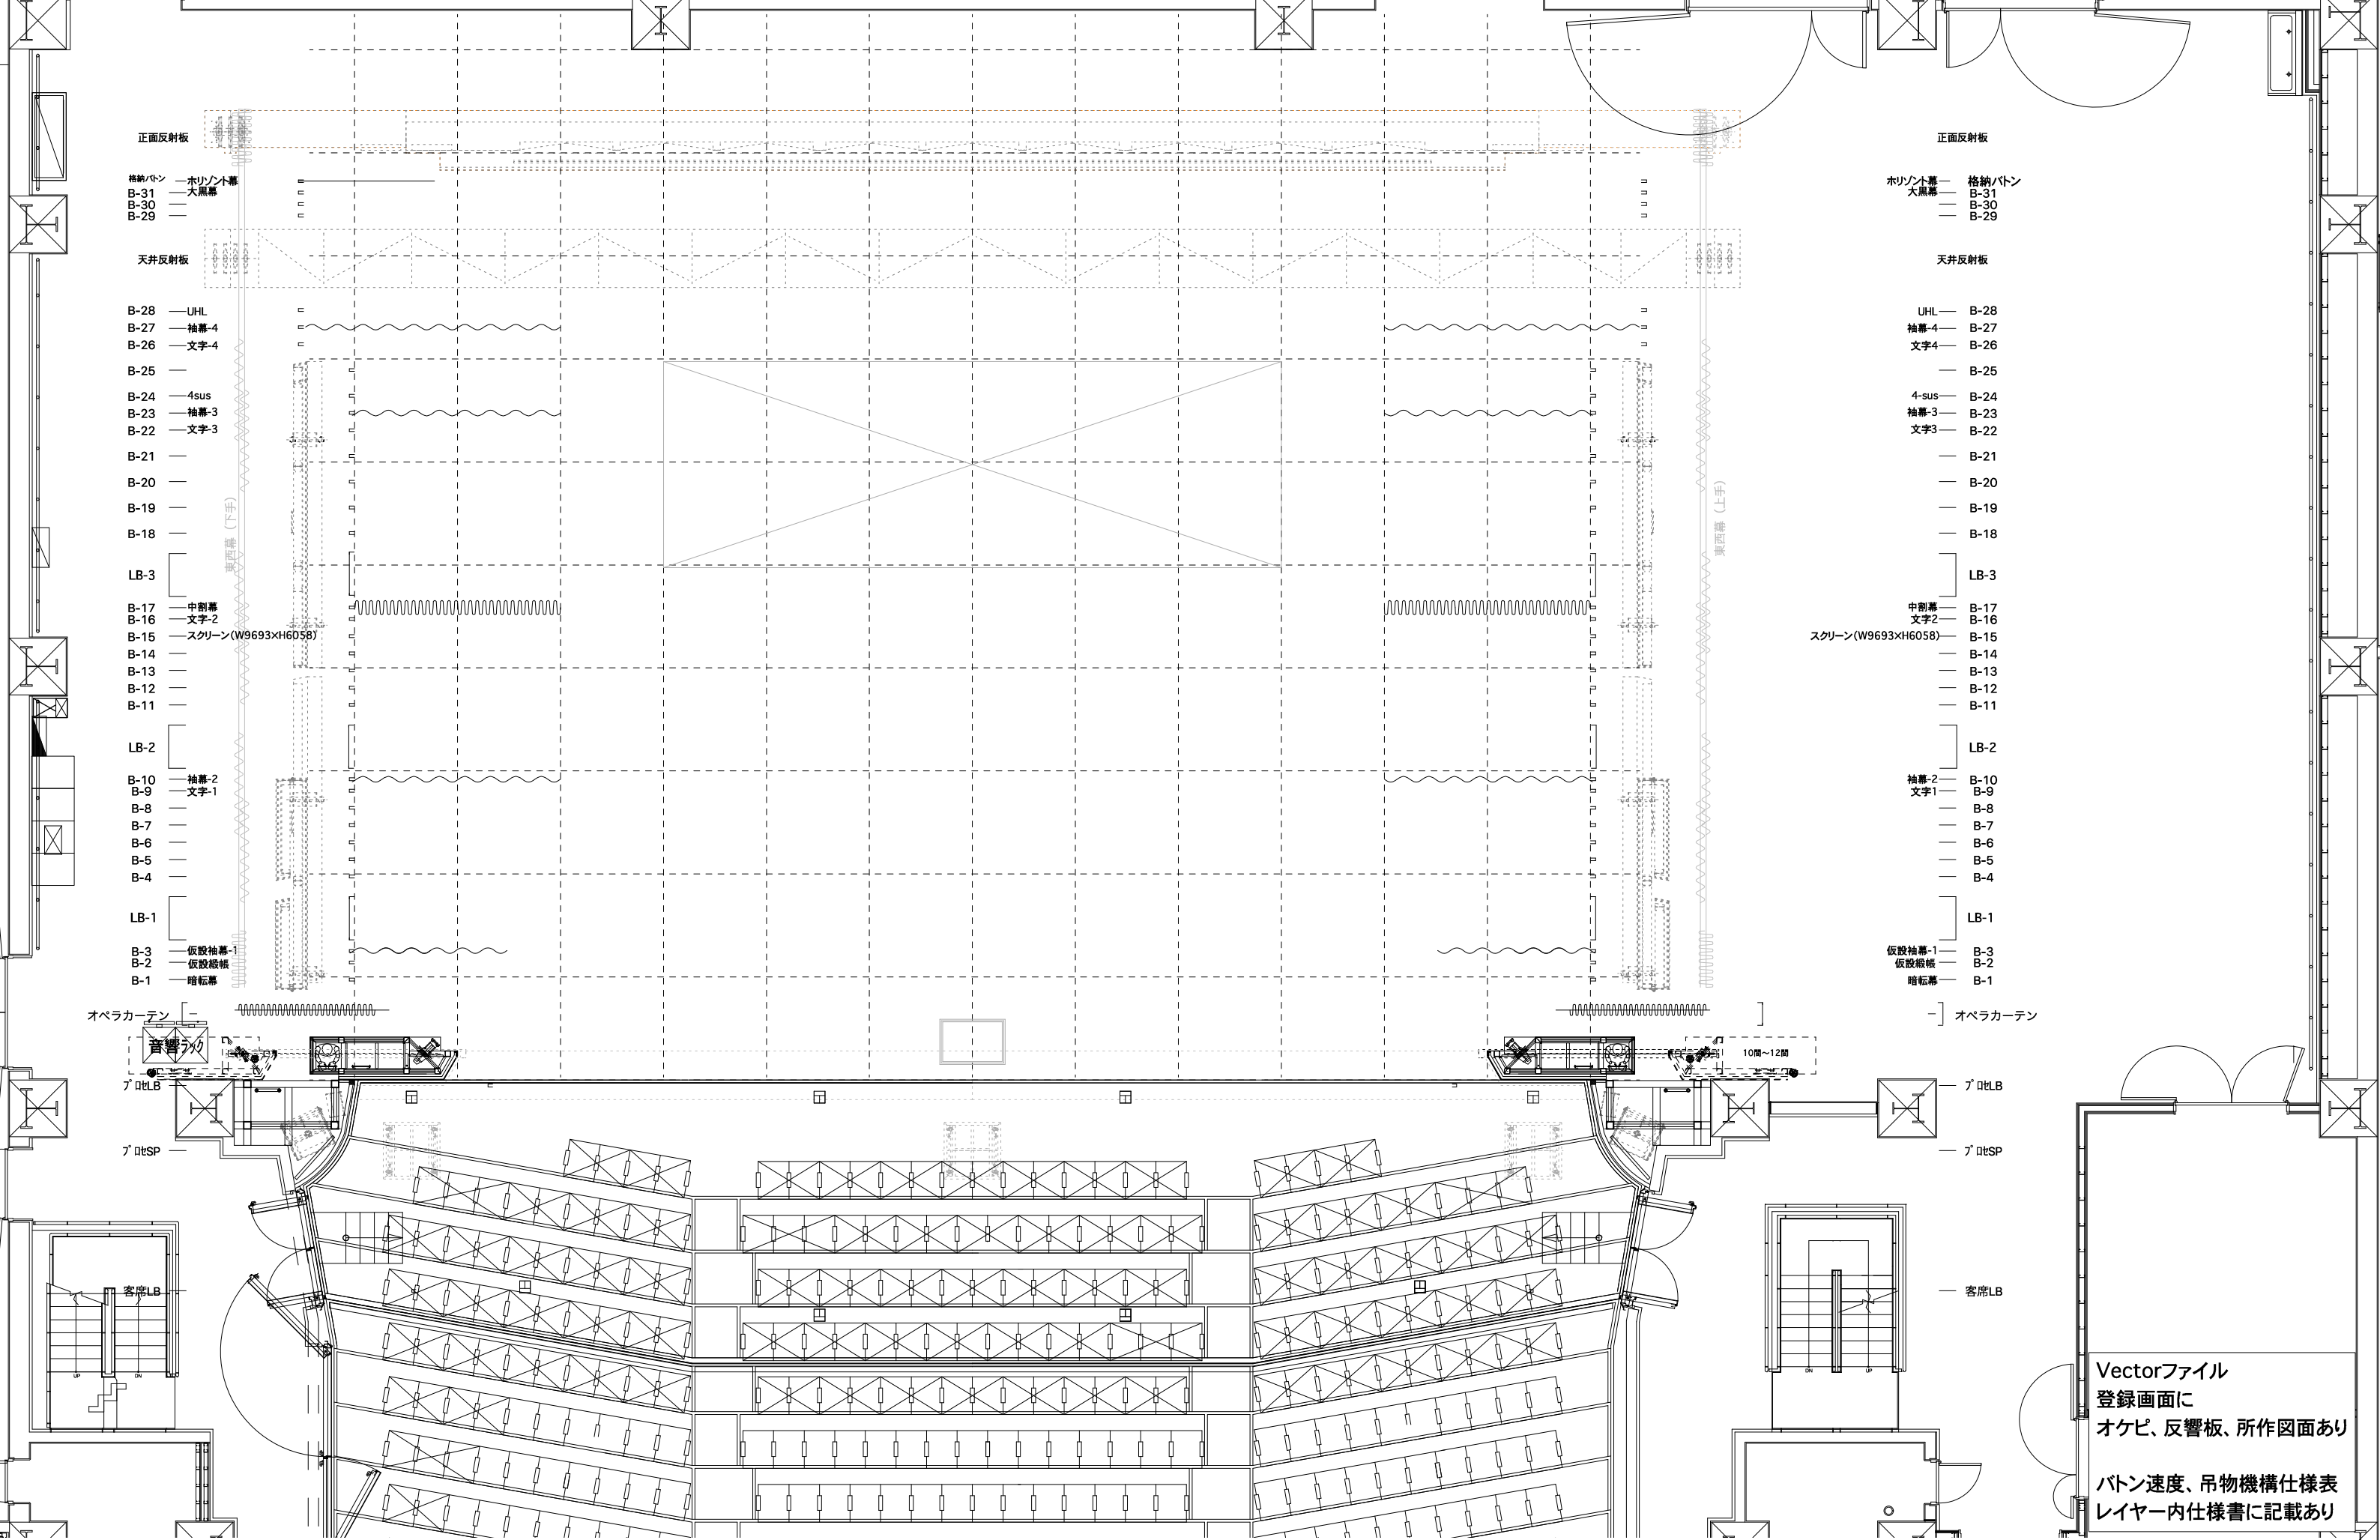 正面反射板
格納バトン ホリゾント幕
B-31 大黒幕
B-30
B-29
天井反射板
B-28 UHL
B-27 袖幕-4
B-26 文字-4
B-25
B-24 4sus
B-23 袖幕-3
B-22 文字-3
B-21
B-20
B-19
B-18
LB-3
B-17 中割幕
B-16 文字-2
B-15 スクリーン(W9693×H6058)
B-14
B-13
B-12
B-11
LB-2
B-10 袖幕-2
B-9 文字-1
B-8
B-7
B-6
B-5
B-4
LB-1
B-3 仮設袖幕-1
B-2 仮設緞帳
B-1 暗転幕
オペラカーテン
音響ラック
プロセLB
プロセSP
客席LB
UP DN
東西幕（下手）
東西幕（上手）
正面反射板
ホリゾント幕 格納バトン
大黒幕 B-31
B-30
B-29
天井反射板
UHL B-28
袖幕-4 B-27
文字4 B-26
B-25
4-sus B-24
袖幕-3 B-23
文字3 B-22
B-21
B-20
B-19
B-18
LB-3
中割幕 B-17
文字2 B-16
スクリーン(W9693×H6058) B-15
B-14
B-13
B-12
B-11
LB-2
袖幕-2 B-10
文字1 B-9
B-8
B-7
B-6
B-5
B-4
LB-1
仮設袖幕-1 B-3
仮設緞帳 B-2
暗転幕 B-1
オペラカーテン
10間～12間
プロセLB
プロセSP
客席LB
DN UP
Vectorファイル
登録画面に
オケピ、反響板、所作図面あり
バトン速度、吊物機構仕様表
レイヤー内仕様書に記載あり